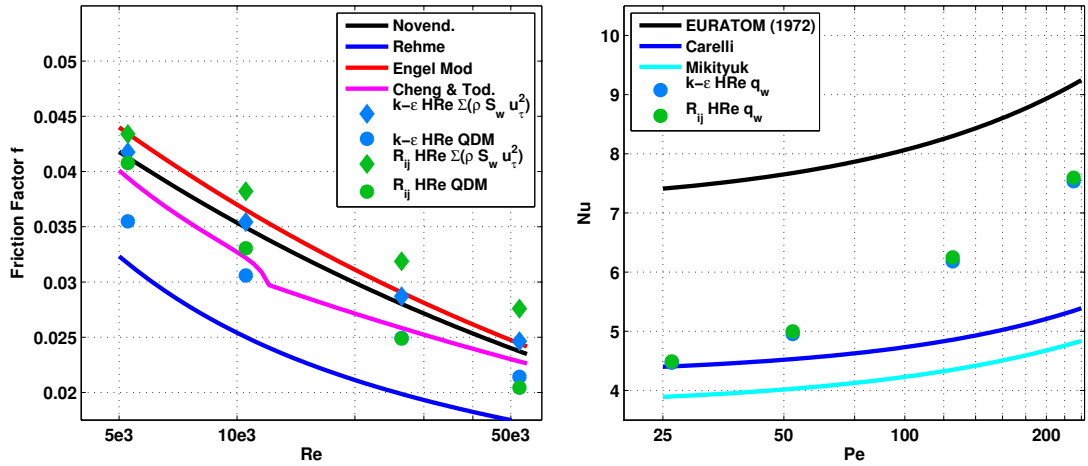 Novend.
Rehme
Engel Mod
Cheng & Tod.
k−ε HRe Σ(ρ S_w u_τ^2)
k−ε HRe QDM
R_ij HRe Σ(ρ S_w u_τ^2)
R_ij HRe QDM
0.05
0.045
0.04
0.035
0.03
0.025
0.02
Friction Factor f
5e3
10e3
50e3
Re
EURATOM (1972)
Carelli
Mikityuk
k−ε HRe q_w
R_ij HRe q_w
10
9
8
7
6
5
4
Nu
25
50
100
200
Pe